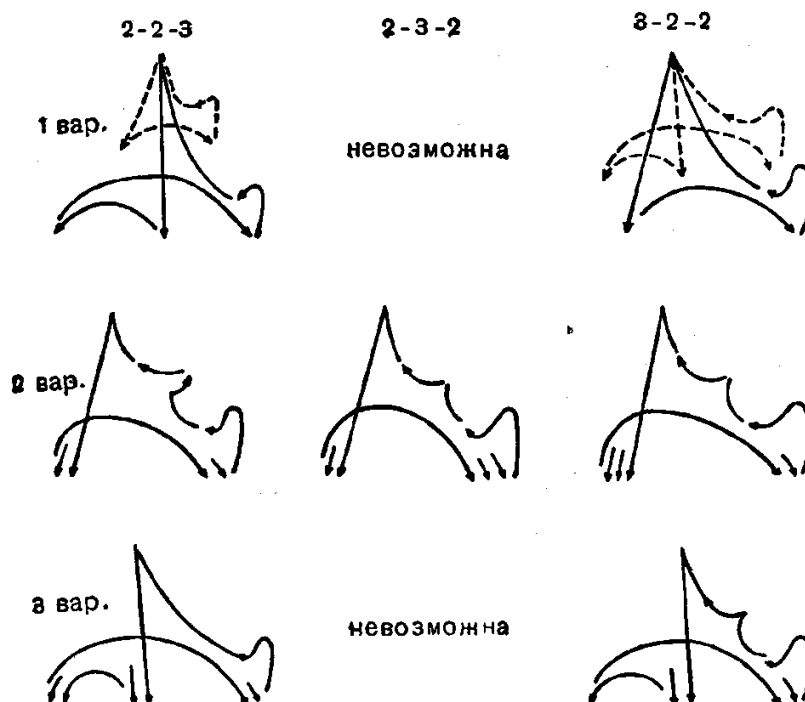 2-2-3 2-3-2 3-2-2
1 вар. невозможна
2 вар.
3 вар. невозможна